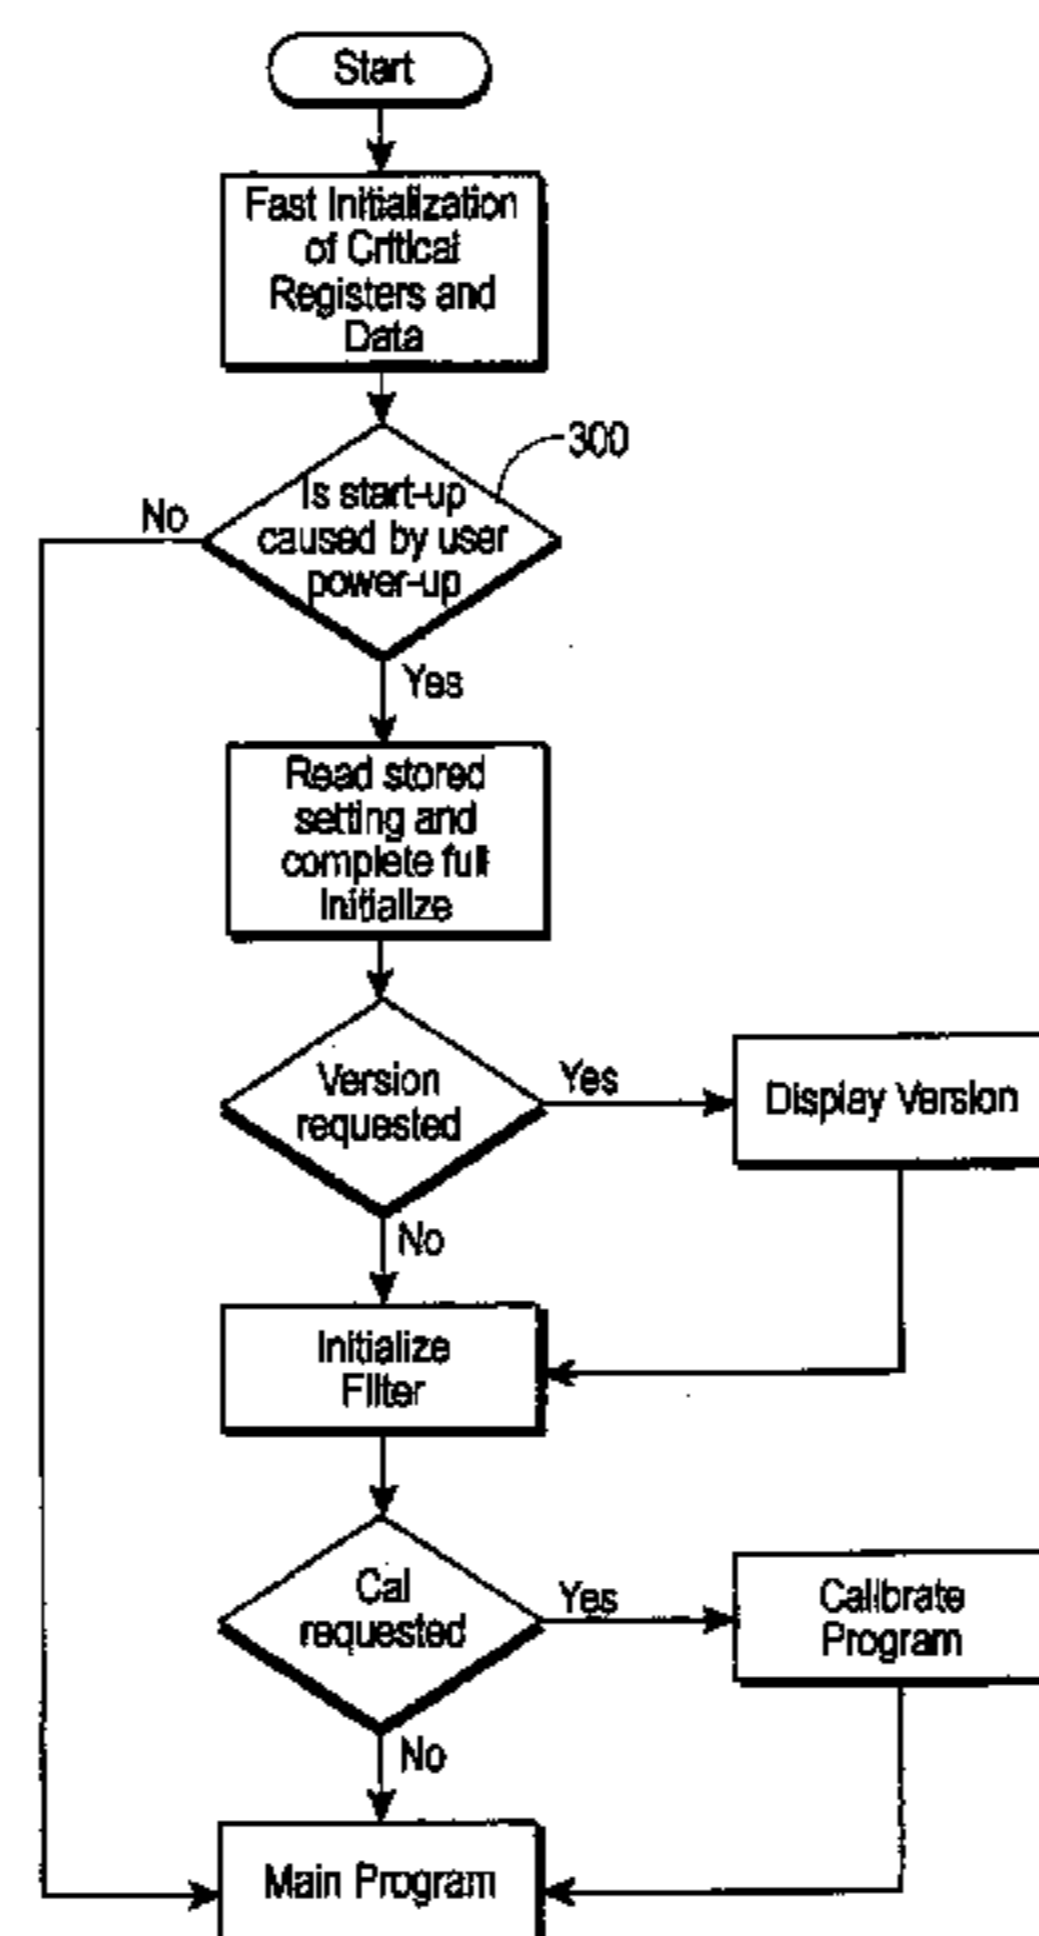 Start
Fast Initialization
of Critical
Registers and
Data
300
No
Is start-up
caused by user
power-up
Yes
Read stored
setting and
complete full
Initialize
Version
requested
Yes
Display Version
No
Initialize
Filter
Cal
requested
Yes
Calibrate
Program
No
Main Program